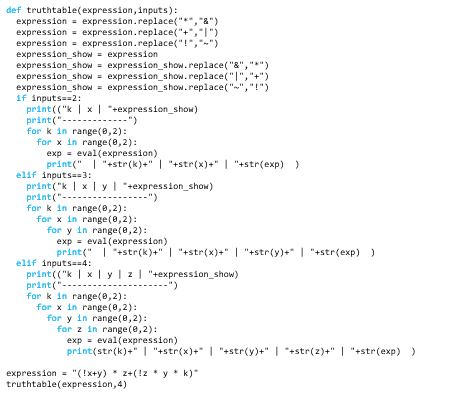 def truthtable(expression,inputs):
  expression = expression.replace("*","&")
  expression = expression.replace("+","|")
  expression = expression.replace("!","~")
  expression_show = expression
  expression_show = expression_show.replace("&","*")
  expression_show = expression_show.replace("|","+")
  expression_show = expression_show.replace("~","!")
  if inputs==2:
    print(("k | x | "+expression_show)
    print("-------------")
    for k in range(0,2):
      for x in range(0,2):
        exp = eval(expression)
        print("  | "+str(k)+" | "+str(x)+" | "+str(exp)  )
  elif inputs==3:
    print("k | x | y | "+expression_show)
    print("-----------------")
    for k in range(0,2):
      for x in range(0,2):
        for y in range(0,2):
          exp = eval(expression)
          print("  | "+str(k)+" | "+str(x)+" | "+str(y)+" | "+str(exp)  )
  elif inputs==4:
    print(("k | x | y | z | "+expression_show)
    print("---------------------")
    for k in range(0,2):
      for x in range(0,2):
        for y in range(0,2):
          for z in range(0,2):
            exp = eval(expression)
            print(str(k)+" | "+str(x)+" | "+str(y)+" | "+str(z)+" | "+str(exp)  )
expression = "(!x+y) * z+(!z * y * k)"
truthtable(expression,4)